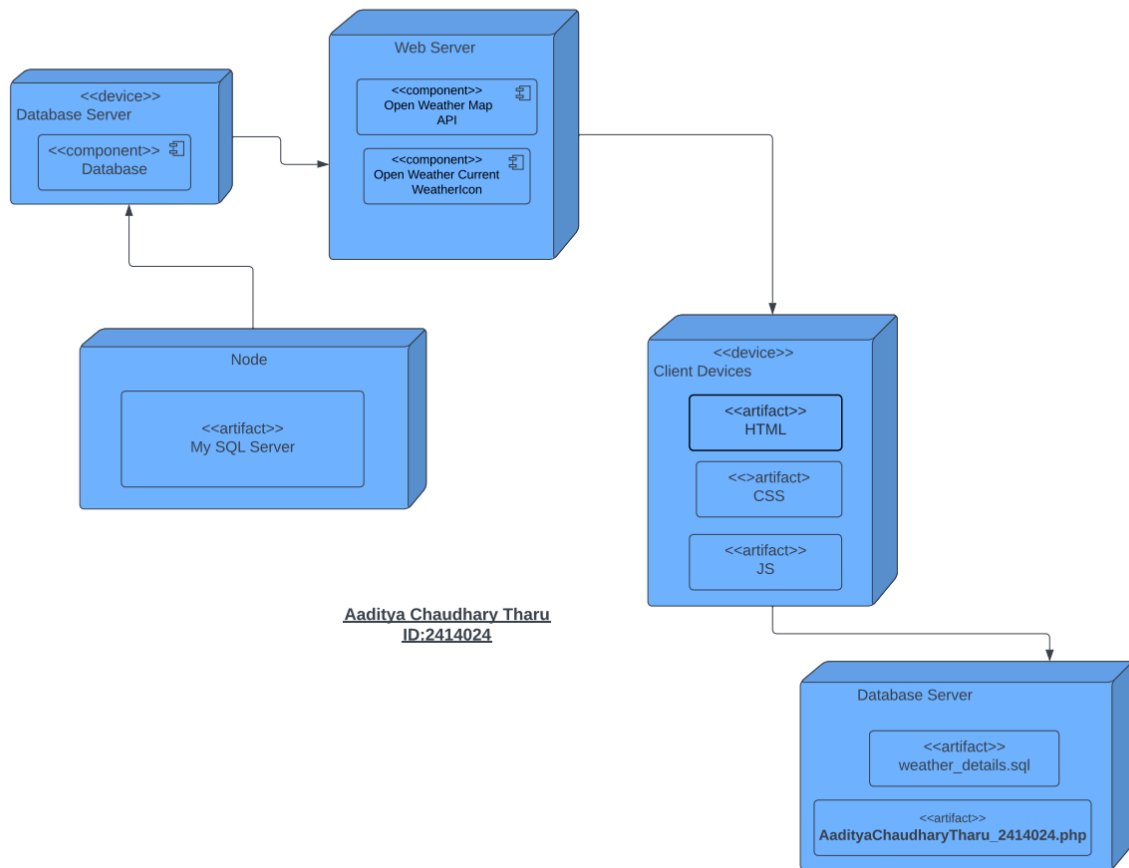 Web Server
<<component>>
Open Weather Map
API
<<component>>
Open Weather Current
WeatherIcon
<<device>>
Database Server
<<component>>
Database
Node
<<artifact>>
My SQL Server
<<device>>
Client Devices
<<artifact>>
HTML
<<>artifact>
CSS
<<artifact>>
JS
Aaditya Chaudhary Tharu
ID:2414024
Database Server
<<artifact>>
weather_details.sql
<<artifact>>
AadityaChaudharyTharu_2414024.php